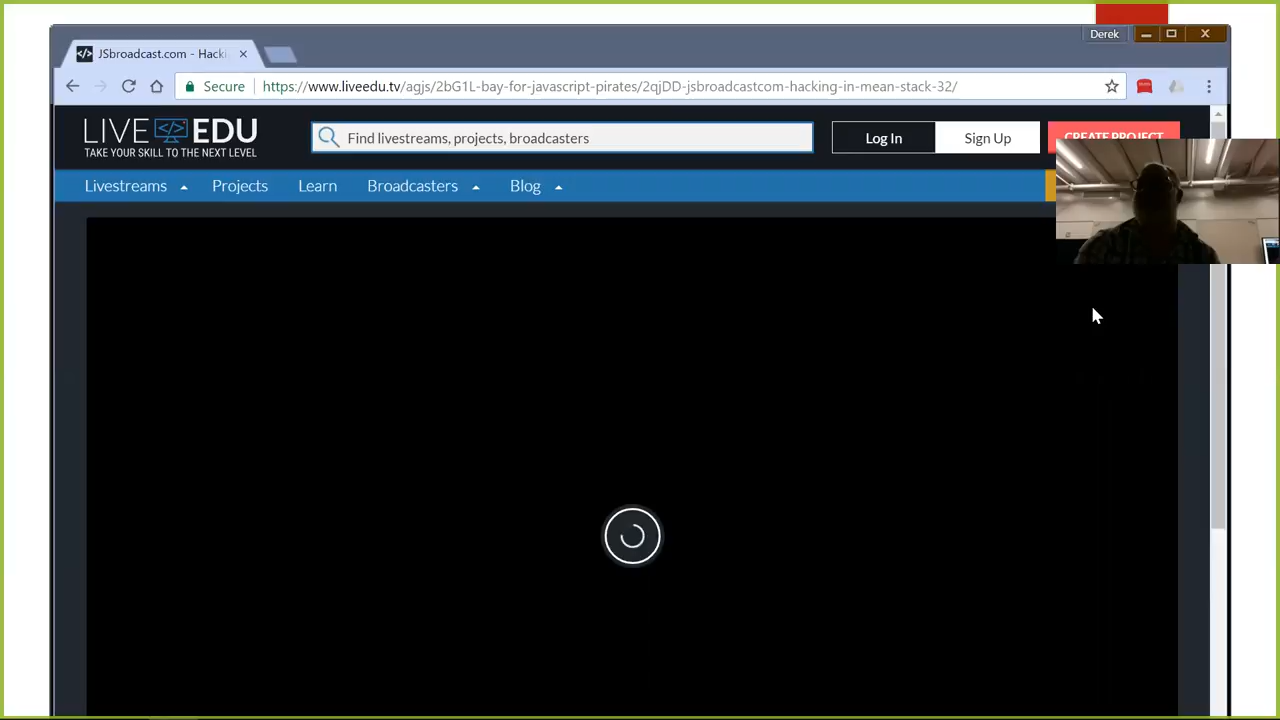 Derek
JSbroadcast.com - Hacki
Secure https://www.liveedu.tv/agjs/2bG1L-bay-for-javascript-pirates/2qjDD-jsbroadcastcom-hacking-in-mean-stack-32/
LIVE </> EDU
TAKE YOUR SKILL TO THE NEXT LEVEL
Find livestreams, projects, broadcasters
Log In
Sign Up
CREATE PROJECT
Livestreams Projects Learn Broadcasters Blog